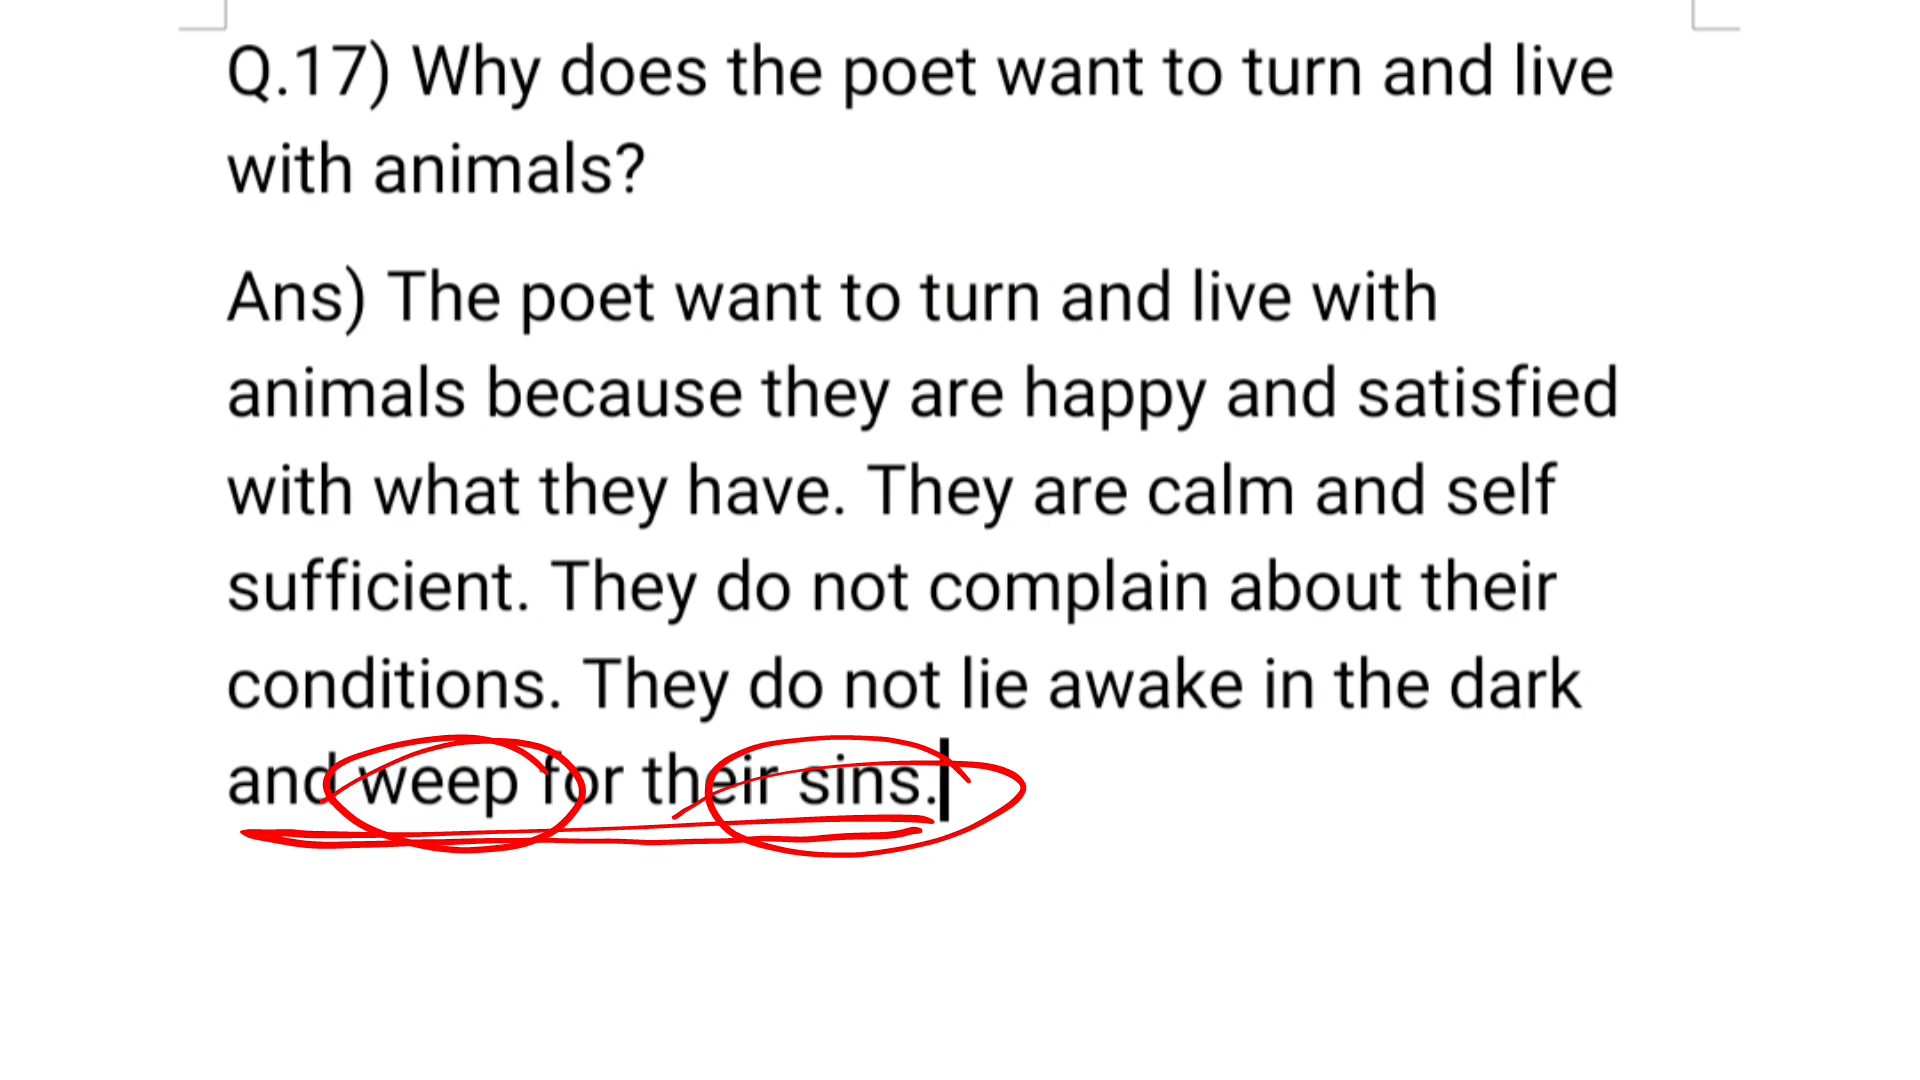 Q.17) Why does the poet want to turn and live
with animals?
Ans) The poet want to turn and live with
animals because they are happy and satisfied
with what they have. They are calm and self
sufficient. They do not complain about their
conditions. They do not lie awake in the dark
and weep for their sins.